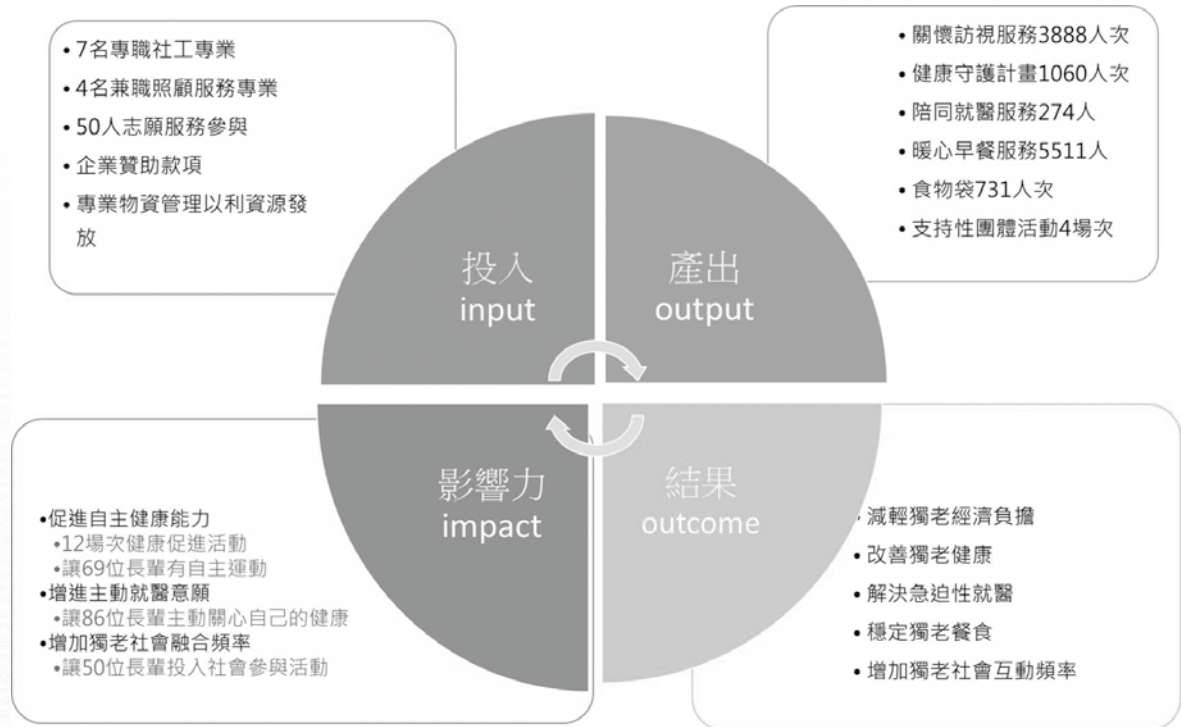 • 7名專職社工專業
• 4名兼職照顧服務專業
• 50人志願服務參與
• 企業贊助款項
• 專業物資管理以利資源發
放
• 關懷訪視服務3888人次
• 健康守護計畫1060人次
• 陪同就醫服務274人
• 暖心早餐服務5511人
• 食物袋731人次
• 支持性團體活動4場次
投入
input
產出
output
影響力
impact
結果
outcome
•促進自主健康能力
•12場次健康促進活動
•讓69位長輩有自主運動
•增進主動就醫意願
•讓86位長輩主動關心自己的健康
•增加獨老社會融合頻率
•讓50位長輩投入社會參與活動
• 減輕獨老經濟負擔
• 改善獨老健康
• 解決急迫性就醫
• 穩定獨老餐食
• 增加獨老社會互動頻率